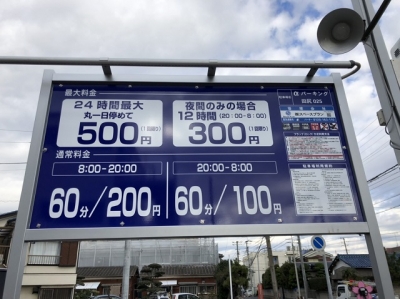 最大料金
24時間最大
丸一日停めて
500円(1回限り)
夜間のみの場合
12時間(20:00-8:00)
300円(1回限り)
通常料金
8:00-20:00
60分/200円
20:00-8:00
60分/100円
パーキング